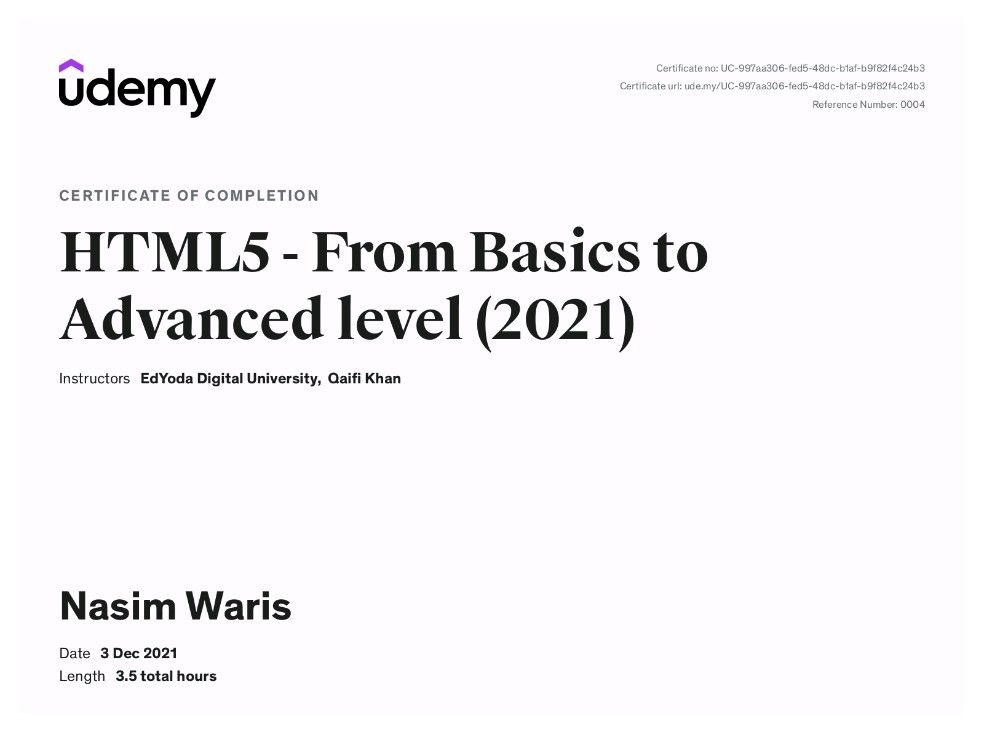 udemy
Certificate no: UC-997aa306-fed5-48dc-b1af-b9f82f4c24b3
Certificate url: ude.my/UC-997aa306-fed5-48dc-b1af-b9f82f4c24b3
Reference Number: 0004
CERTIFICATE OF COMPLETION
HTML5 - From Basics to
Advanced level (2021)
Instructors EdYoda Digital University, Qaifi Khan
Nasim Waris
Date 3 Dec 2021
Length 3.5 total hours